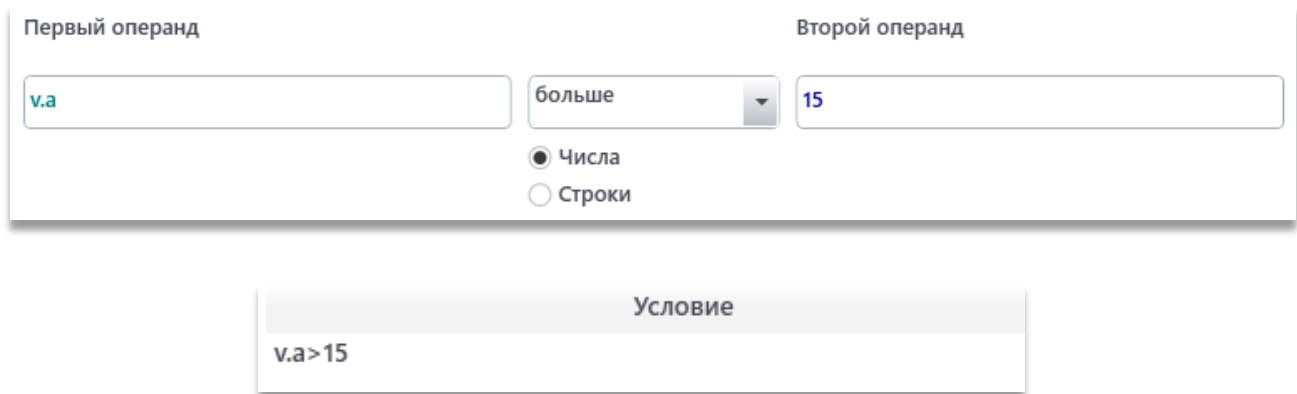 Первый операнд
Второй операнд
v.a
больше
15
Числа
Строки
Условие
v.a>15